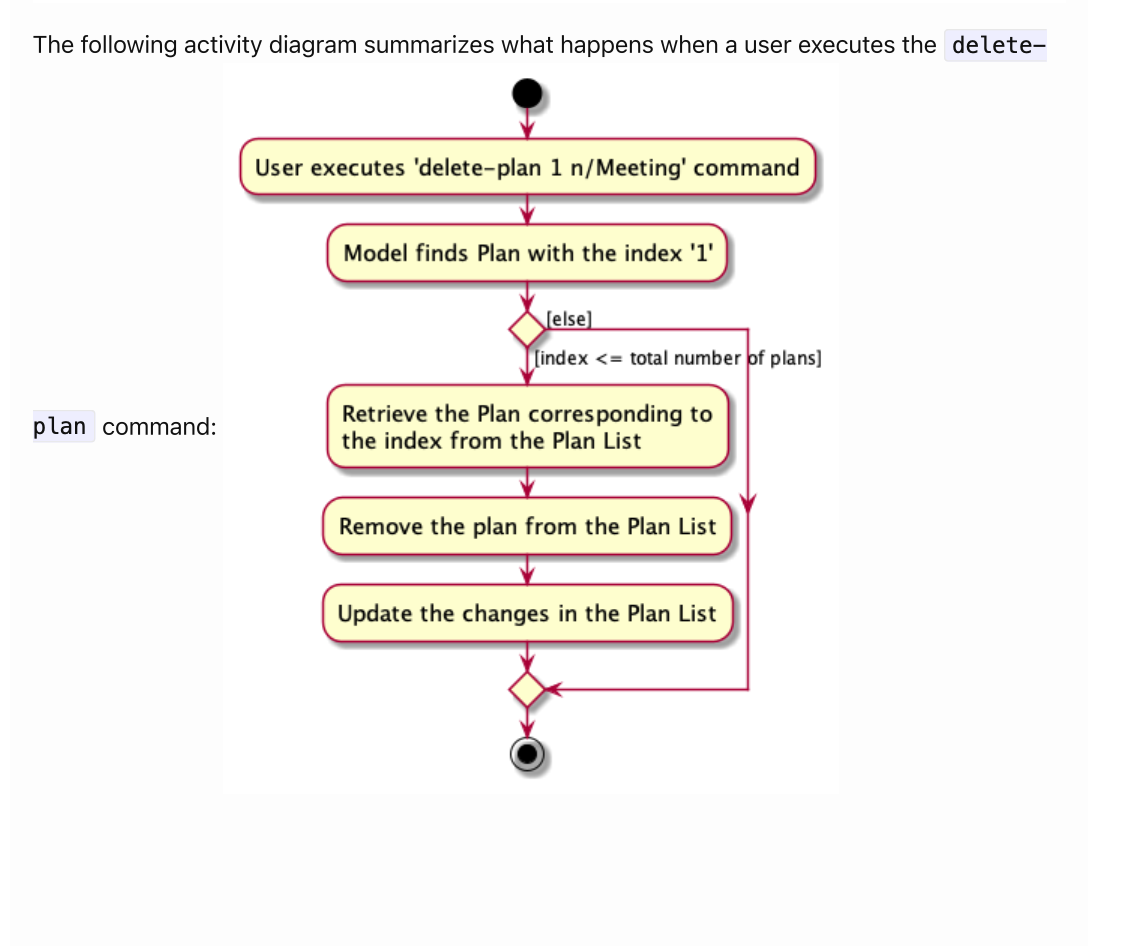 The following activity diagram summarizes what happens when a user executes the delete-
User executes 'delete-plan 1 n/Meeting' command
Model finds Plan with the index '1'
[else]
[index <= total number of plans]
Retrieve the Plan corresponding to
the index from the Plan List
plan command:
Remove the plan from the Plan List
Update the changes in the Plan List